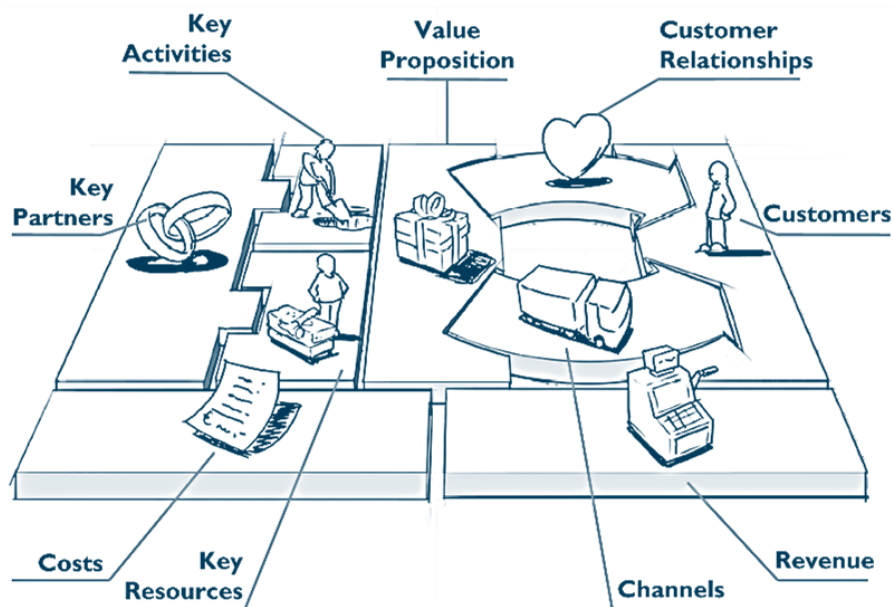 Key
Activities
Value
Proposition
Customer
Relationships
Key
Partners
Customers
Costs
Key
Resources
Channels
Revenue